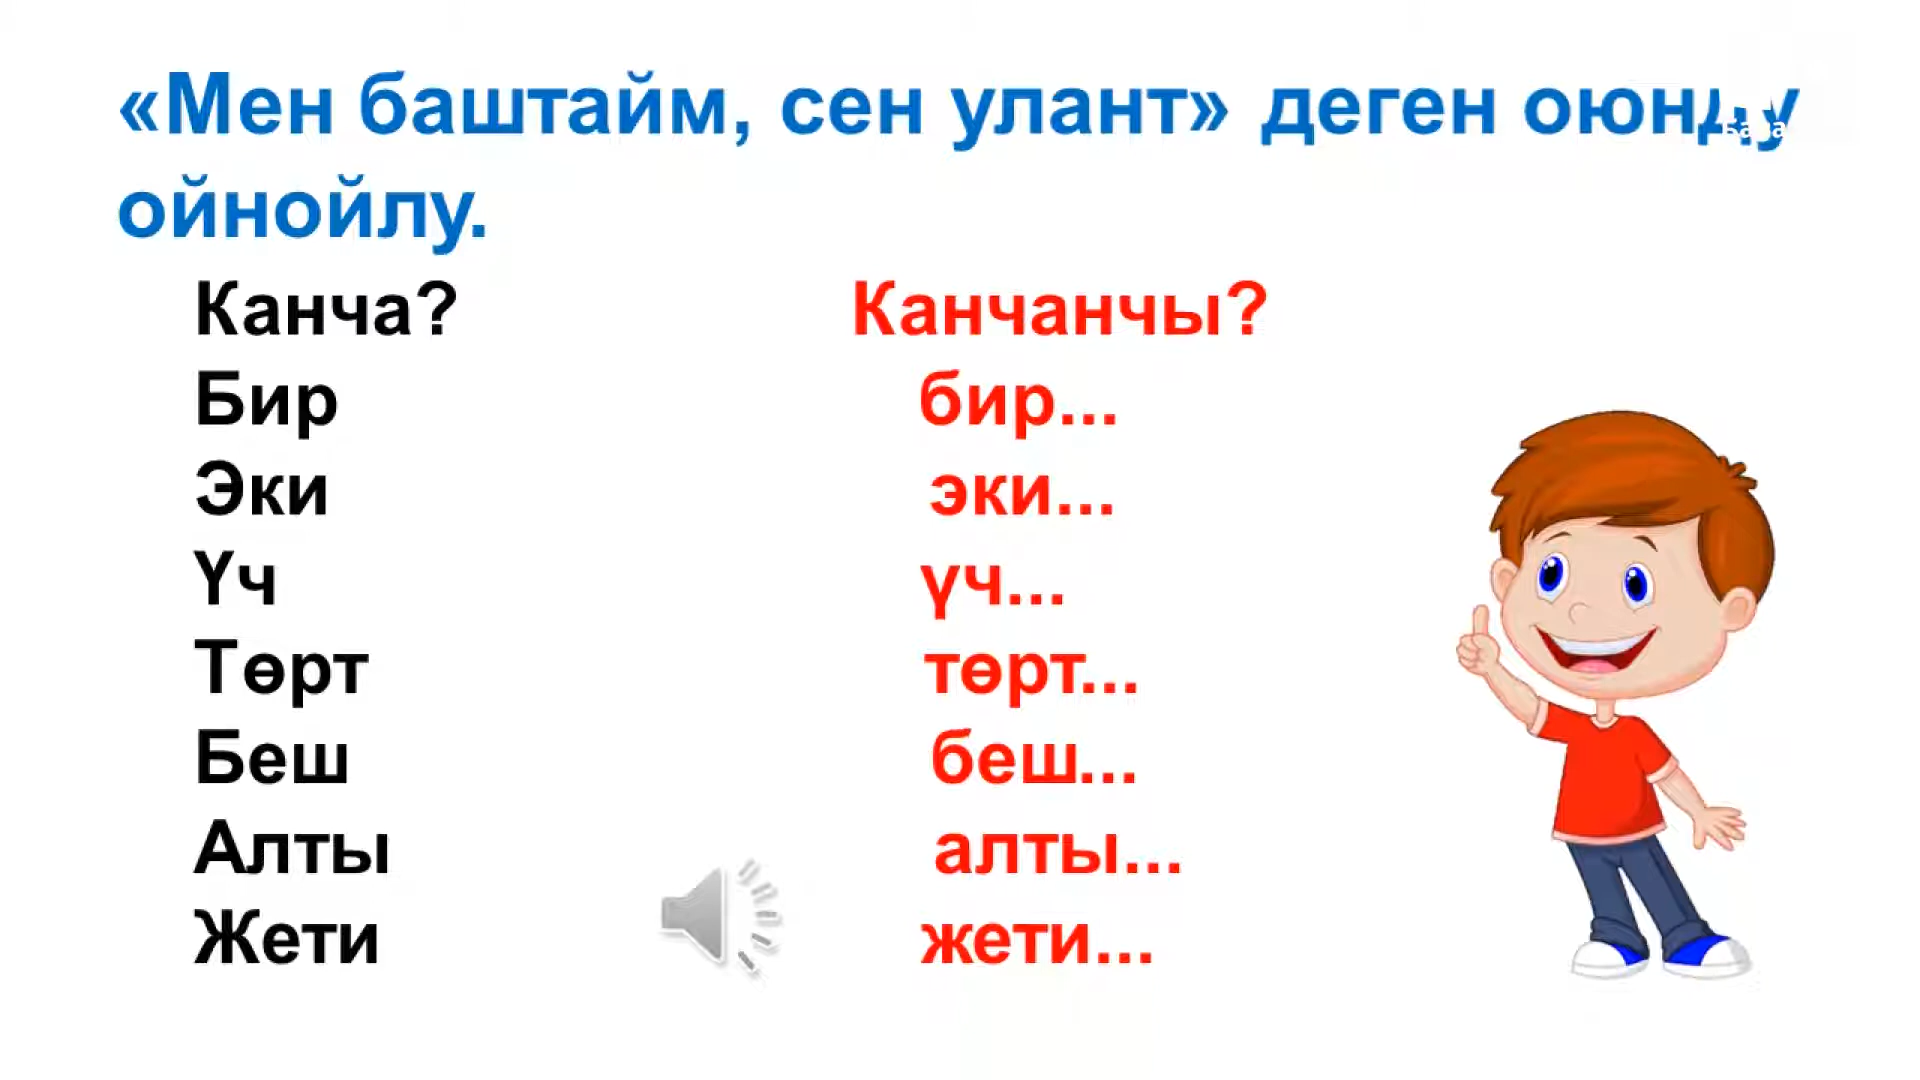 «Мен баштайм, сен улант» деген оюнду
ойнойлу.
Канча? Канчанчы?
Бир бир...
Эки эки...
Үч үч...
Төрт төрт...
Беш беш...
Алты алты...
Жети жети...